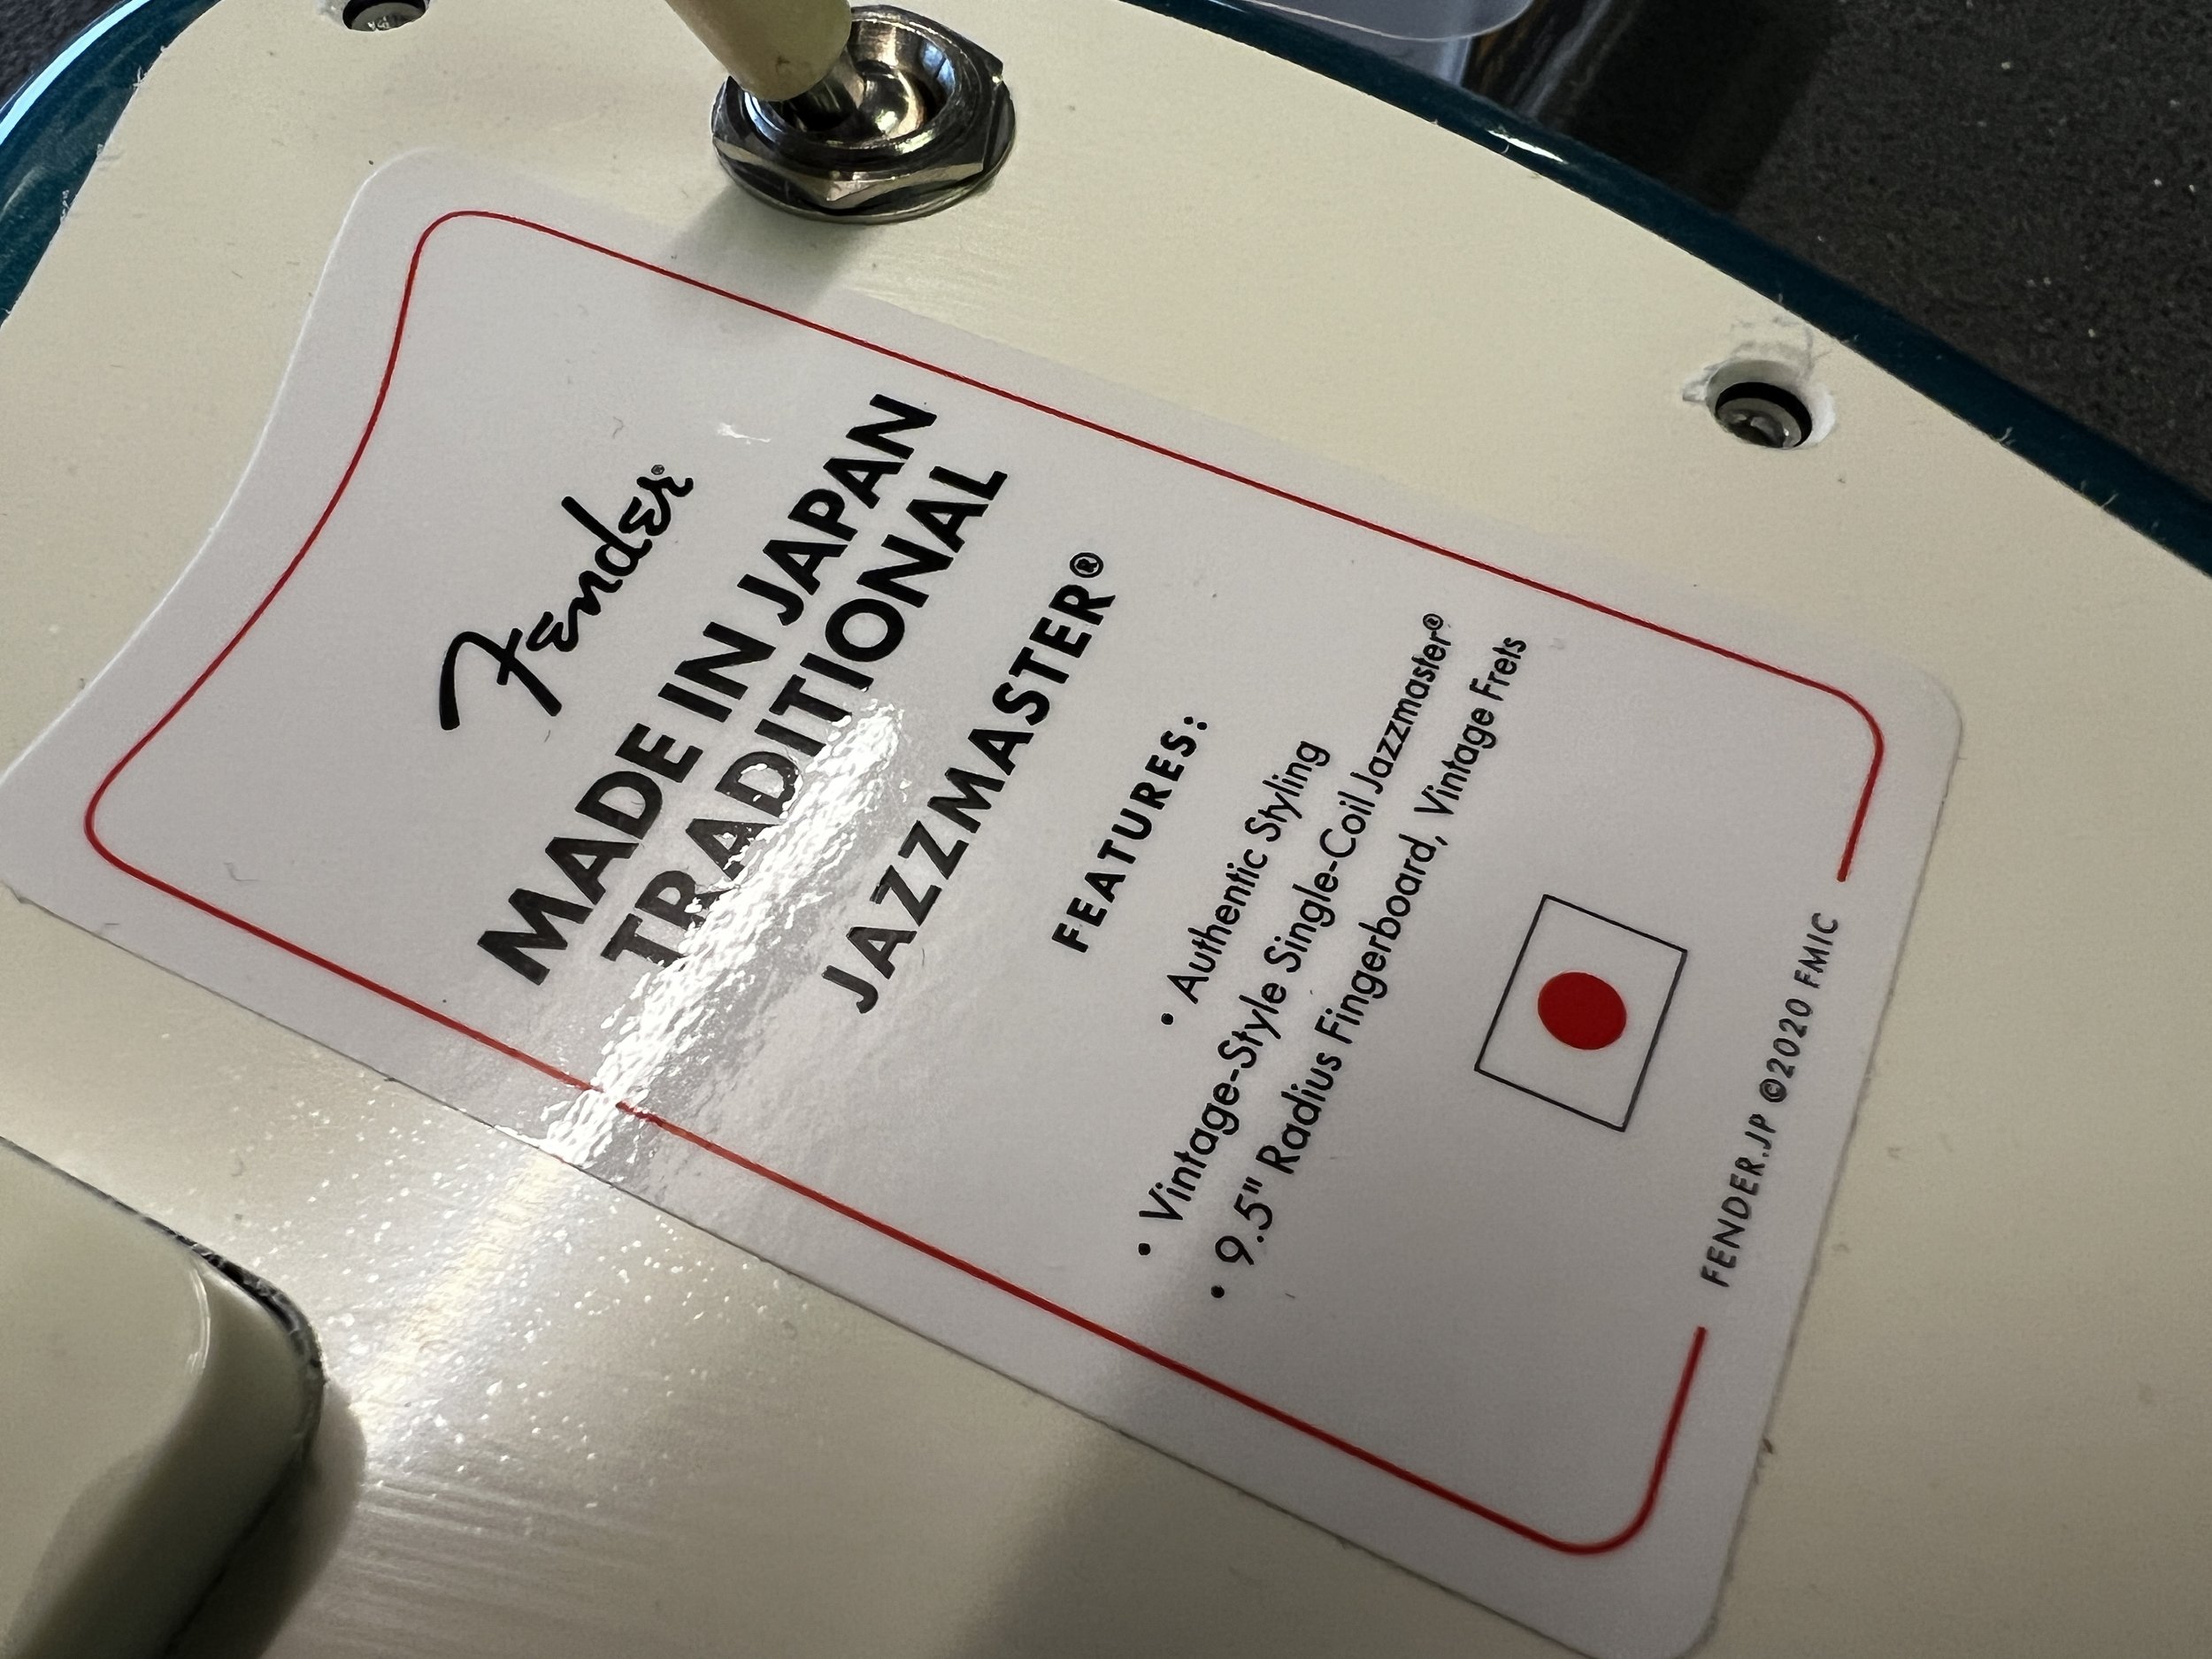 Fender®
MADE IN JAPAN
TRADITIONAL
JAZZMASTER®
FEATURES:
• Authentic Styling
• Vintage-Style Single-Coil Jazzmaster®
• 9.5" Radius Fingerboard, Vintage Frets
FENDER.JP ©2020 FMIC